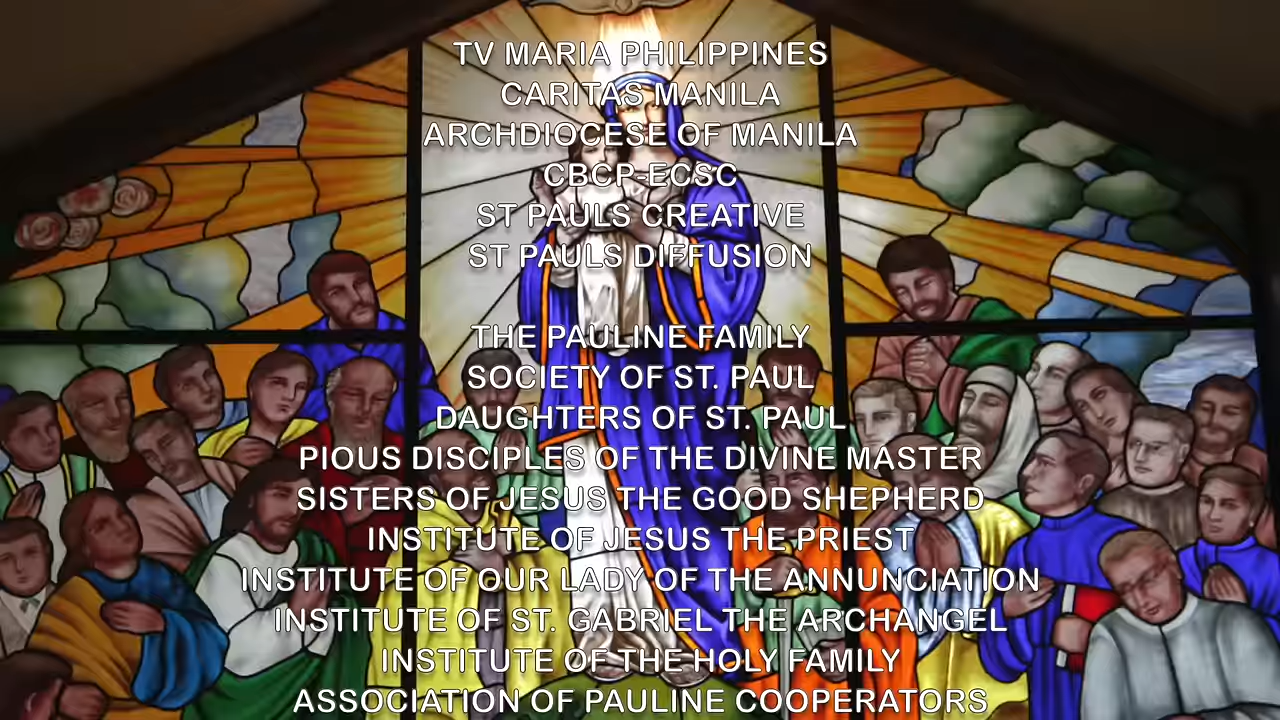 TV MARIA PHILIPPINES
CARITAS MANILA
ARCHDIOCESE OF MANILA
CBCP-ECSC
ST PAULS CREATIVE
ST PAULS DIFFUSION
THE PAULINE FAMILY
SOCIETY OF ST. PAUL
DAUGHTERS OF ST. PAUL
PIOUS DISCIPLES OF THE DIVINE MASTER
SISTERS OF JESUS THE GOOD SHEPHERD
INSTITUTE OF JESUS THE PRIEST
INSTITUTE OF OUR LADY OF THE ANNUNCIATION
INSTITUTE OF ST. GABRIEL THE ARCHANGEL
INSTITUTE OF THE HOLY FAMILY
ASSOCIATION OF PAULINE COOPERATORS